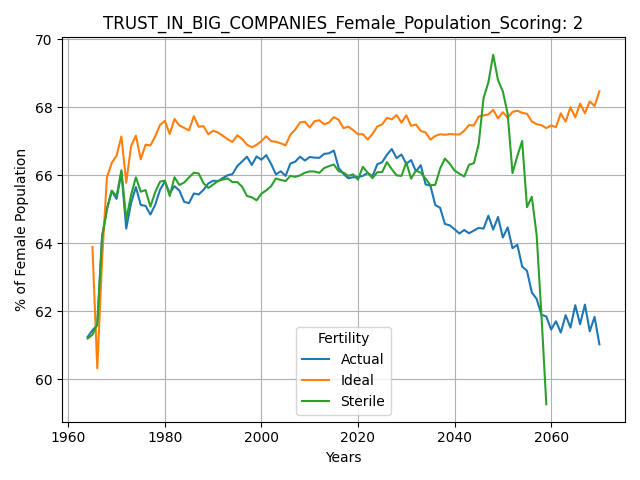 TRUST_IN_BIG_COMPANIES_Female_Population_Scoring: 2
% of Female Population
70
68
66
64
62
60
Fertility
Actual
Ideal
Sterile
1960 1980 2000 2020 2040 2060
Years